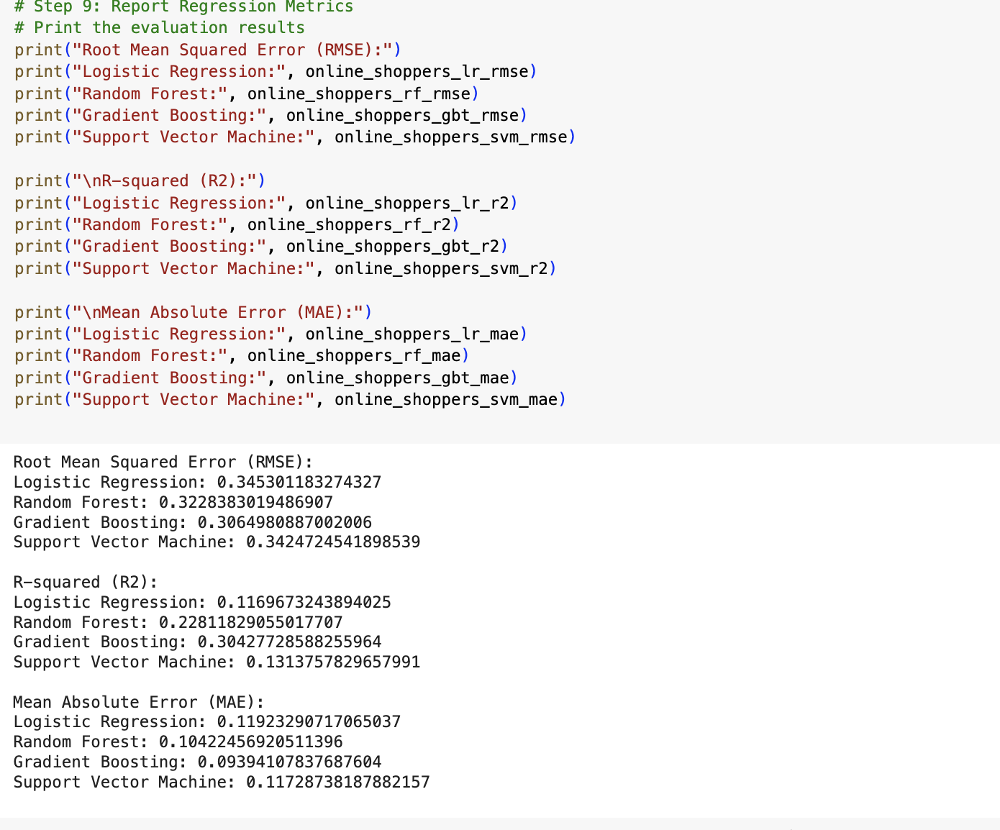 # Step 9: Report Regression Metrics
# Print the evaluation results
print("Root Mean Squared Error (RMSE):")
print("Logistic Regression:", online_shoppers_lr_rmse)
print("Random Forest:", online_shoppers_rf_rmse)
print("Gradient Boosting:", online_shoppers_gbt_rmse)
print("Support Vector Machine:", online_shoppers_svm_rmse)
print("\nR-squared (R2):")
print("Logistic Regression:", online_shoppers_lr_r2)
print("Random Forest:", online_shoppers_rf_r2)
print("Gradient Boosting:", online_shoppers_gbt_r2)
print("Support Vector Machine:", online_shoppers_svm_r2)
print("\nMean Absolute Error (MAE):")
print("Logistic Regression:", online_shoppers_lr_mae)
print("Random Forest:", online_shoppers_rf_mae)
print("Gradient Boosting:", online_shoppers_gbt_mae)
print("Support Vector Machine:", online_shoppers_svm_mae)
Root Mean Squared Error (RMSE):
Logistic Regression: 0.345301183274327
Random Forest: 0.3228383019486907
Gradient Boosting: 0.3064980887002006
Support Vector Machine: 0.3424724541898539
R-squared (R2):
Logistic Regression: 0.1169673243894025
Random Forest: 0.22811829055017707
Gradient Boosting: 0.30427728588255964
Support Vector Machine: 0.1313757829657991
Mean Absolute Error (MAE):
Logistic Regression: 0.11923290717065037
Random Forest: 0.10422456920511396
Gradient Boosting: 0.09394107837687604
Support Vector Machine: 0.11728738187882157